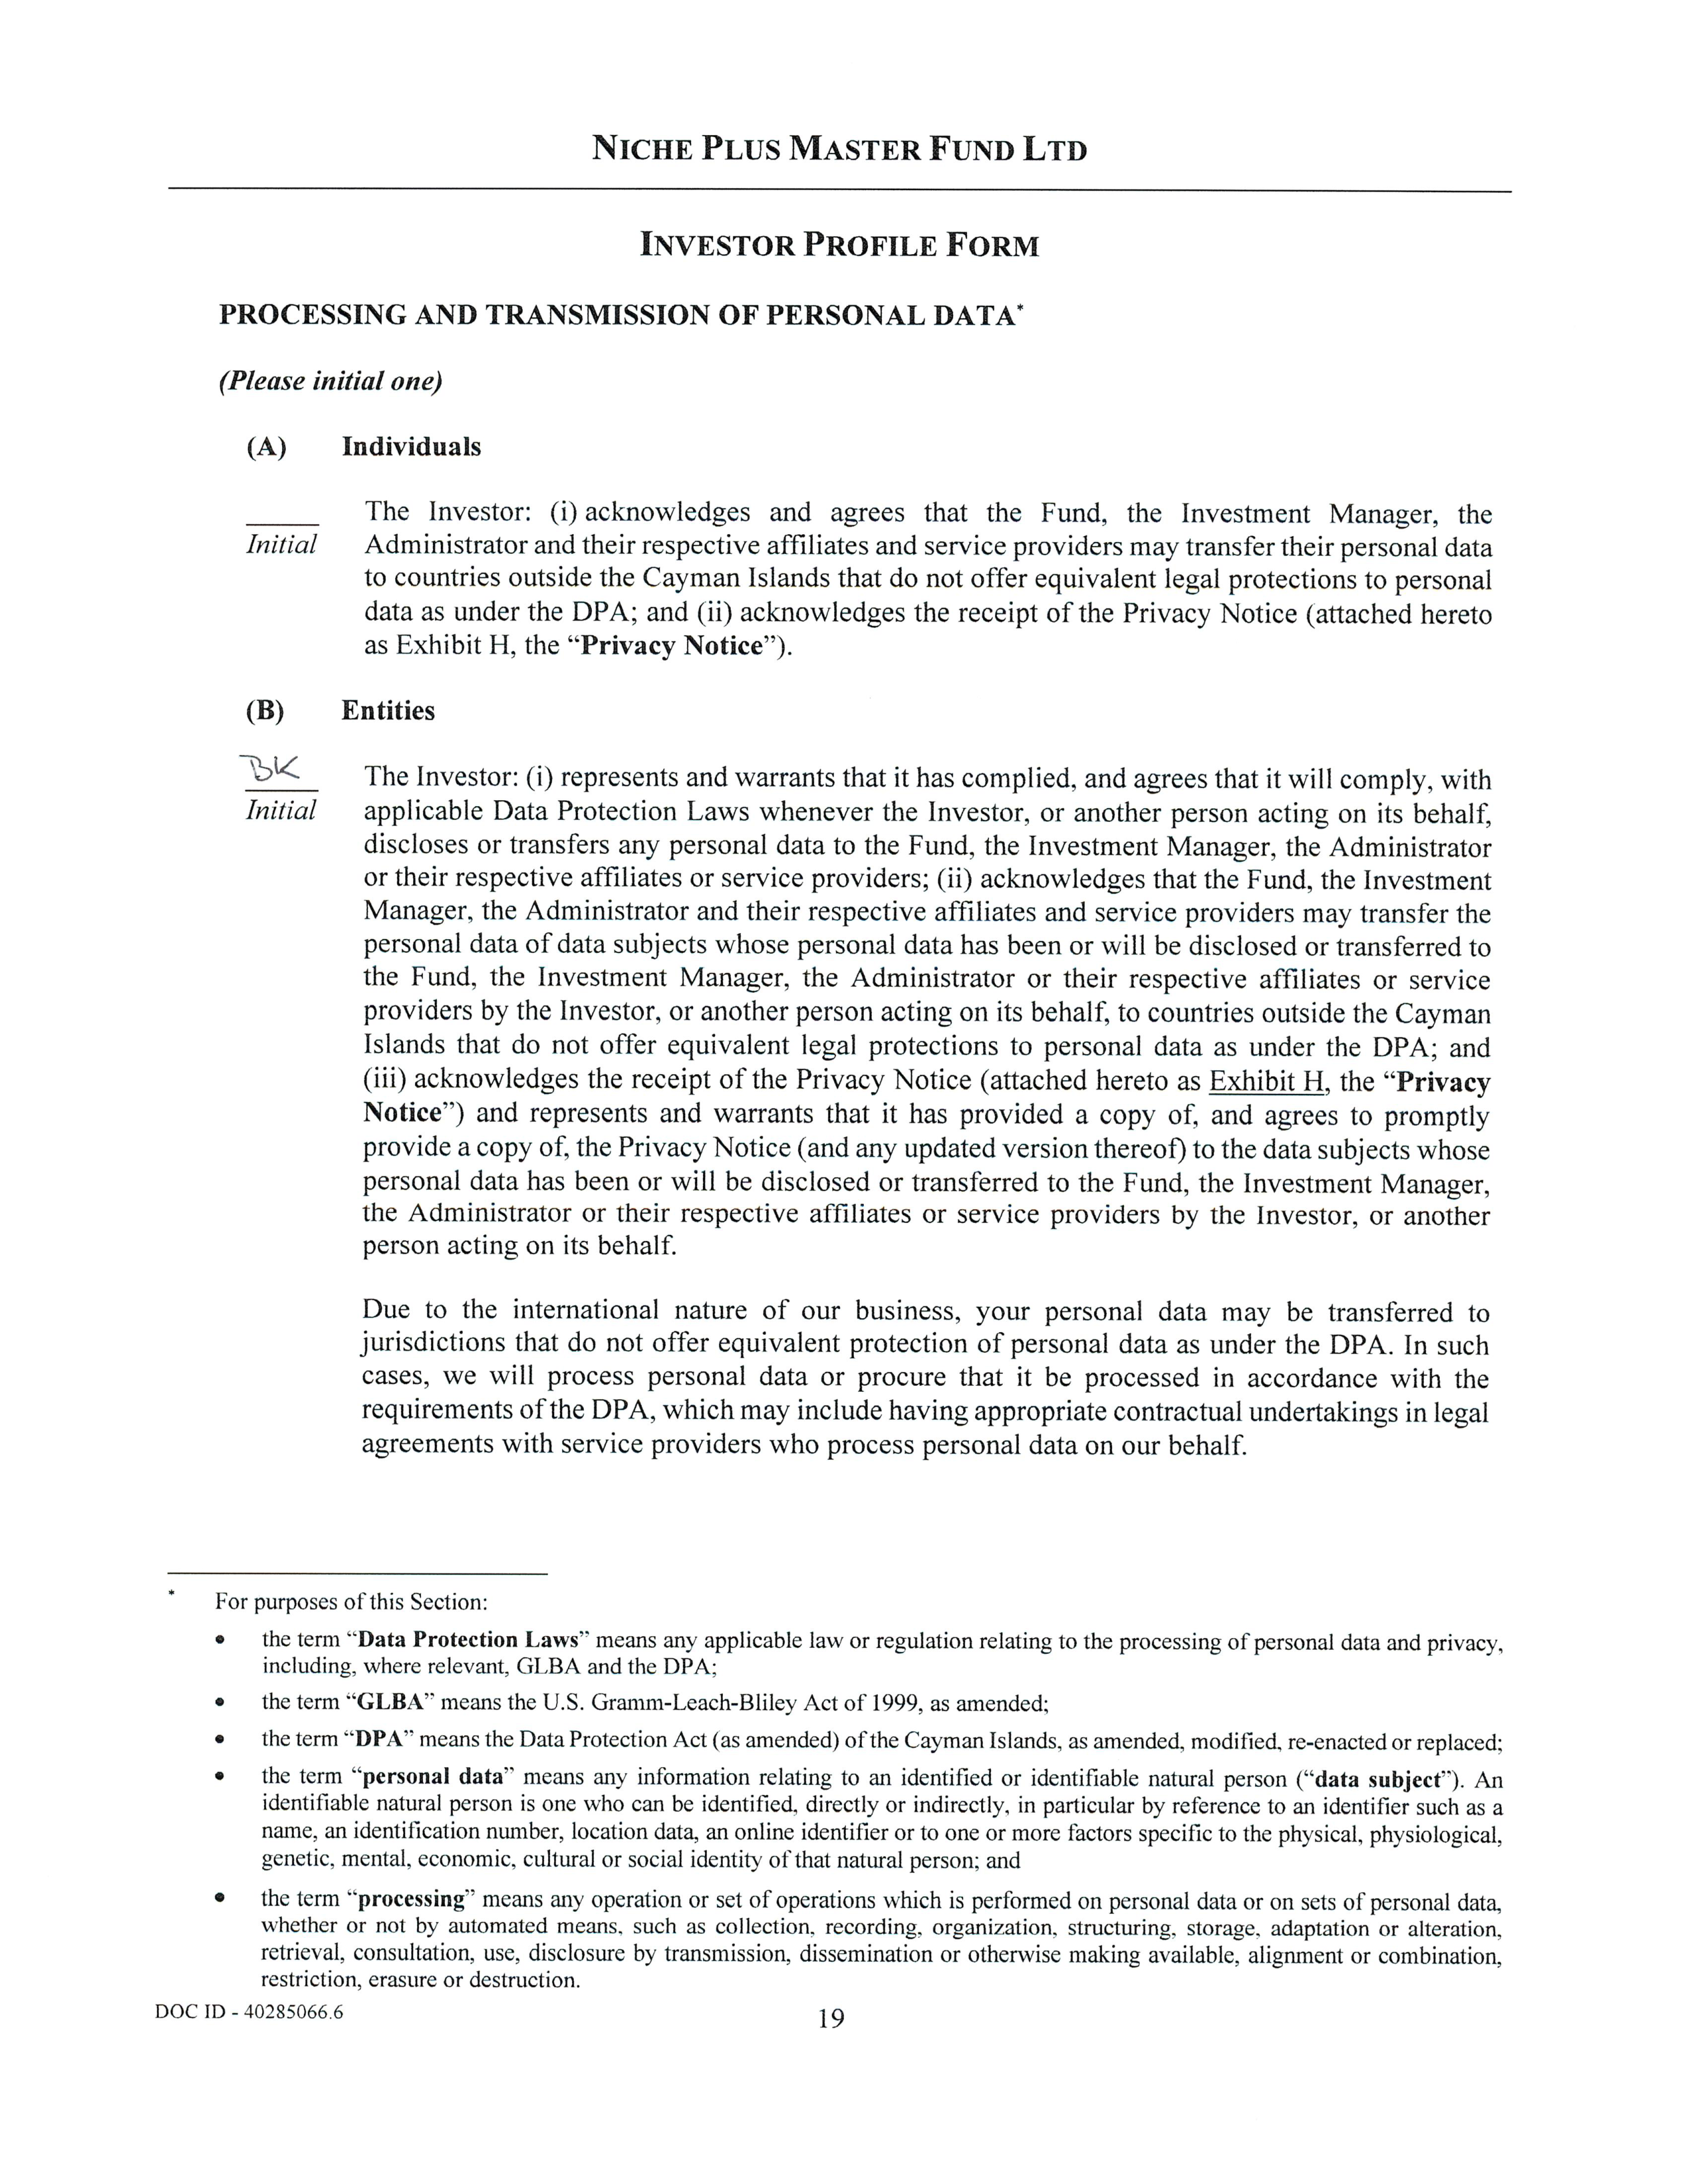 NICHE PLUS MASTER FUND LTD
INVESTOR PROFILE FORM
PROCESSING AND TRANSMISSION OF PERSONAL DATA*
(Please initial one)
(A) Individuals
The Investor: (i) acknowledges and agrees that the Fund, the Investment Manager, the
Initial Administrator and their respective affiliates and service providers may transfer their personal data
to countries outside the Cayman Islands that do not offer equivalent legal protections to personal
data as under the DPA; and (ii) acknowledges the receipt of the Privacy Notice (attached hereto
as Exhibit H, the “Privacy Notice”).
(B) Entities
BK The Investor: (i) represents and warrants that it has complied, and agrees that it will comply, with
Initial applicable Data Protection Laws whenever the Investor, or another person acting on its behalf,
discloses or transfers any personal data to the Fund, the Investment Manager, the Administrator
or their respective affiliates or service providers; (ii) acknowledges that the Fund, the Investment
Manager, the Administrator and their respective affiliates and service providers may transfer the
personal data of data subjects whose personal data has been or will be disclosed or transferred to
the Fund, the Investment Manager, the Administrator or their respective affiliates or service
providers by the Investor, or another person acting on its behalf, to countries outside the Cayman
Islands that do not offer equivalent legal protections to personal data as under the DPA; and
(iii) acknowledges the receipt of the Privacy Notice (attached hereto as Exhibit H, the “Privacy
Notice”) and represents and warrants that it has provided a copy of, and agrees to promptly
provide a copy of, the Privacy Notice (and any updated version thereof) to the data subjects whose
personal data has been or will be disclosed or transferred to the Fund, the Investment Manager,
the Administrator or their respective affiliates or service providers by the Investor, or another
person acting on its behalf.
Due to the international nature of our business, your personal data may be transferred to
jurisdictions that do not offer equivalent protection of personal data as under the DPA. In such
cases, we will process personal data or procure that it be processed in accordance with the
requirements of the DPA, which may include having appropriate contractual undertakings in legal
agreements with service providers who process personal data on our behalf.
* For purposes of this Section:
• the term “Data Protection Laws” means any applicable law or regulation relating to the processing of personal data and privacy,
including, where relevant, GLBA and the DPA;
• the term “GLBA” means the U.S. Gramm-Leach-Bliley Act of 1999, as amended;
• the term “DPA” means the Data Protection Act (as amended) of the Cayman Islands, as amended, modified, re-enacted or replaced;
• the term “personal data” means any information relating to an identified or identifiable natural person (“data subject”). An
identifiable natural person is one who can be identified, directly or indirectly, in particular by reference to an identifier such as a
name, an identification number, location data, an online identifier or to one or more factors specific to the physical, physiological,
genetic, mental, economic, cultural or social identity of that natural person; and
• the term “processing” means any operation or set of operations which is performed on personal data or on sets of personal data,
whether or not by automated means, such as collection, recording, organization, structuring, storage, adaptation or alteration,
retrieval, consultation, use, disclosure by transmission, dissemination or otherwise making available, alignment or combination,
restriction, erasure or destruction.
DOC ID - 40285066.6
19